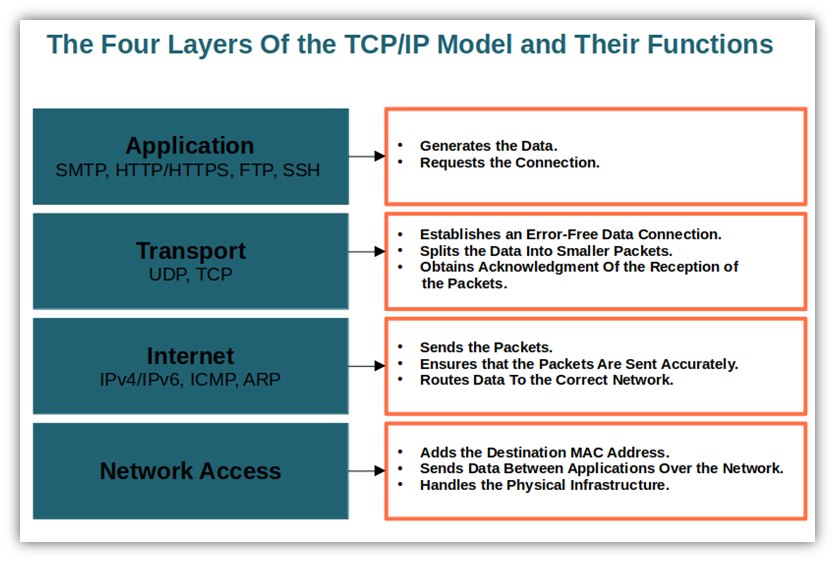 The Four Layers Of the TCP/IP Model and Their Functions
Application
SMTP, HTTP/HTTPS, FTP, SSH
• Generates the Data.
• Requests the Connection.
Transport
UDP, TCP
• Establishes an Error-Free Data Connection.
• Splits the Data Into Smaller Packets.
• Obtains Acknowledgment Of the Reception of
the Packets.
Internet
IPv4/IPv6, ICMP, ARP
• Sends the Packets.
• Ensures that the Packets Are Sent Accurately.
• Routes Data To the Correct Network.
Network Access
• Adds the Destination MAC Address.
• Sends Data Between Applications Over the Network.
• Handles the Physical Infrastructure.